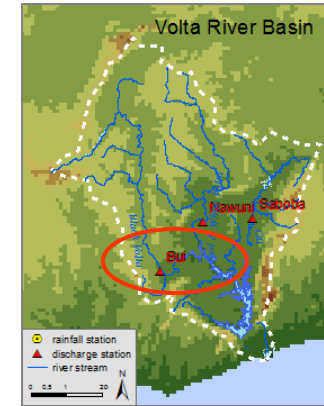 Volta River Basin
Nawuni Saboba
Bui
rainfall station
discharge station
river stream
0 0.5 1 20 N